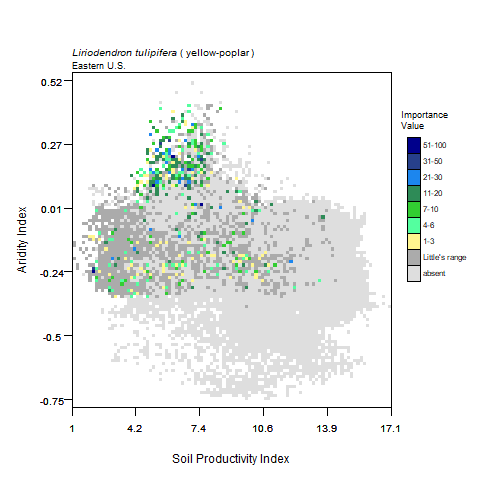 Liriodendron tulipifera ( yellow-poplar )
Eastern U.S.
0.52
0.27
0.01
-0.24
-0.5
-0.75
Aridity Index
1 4.2 7.4 10.6 13.9 17.1
Soil Productivity Index
Importance
Value
51-100
31-50
21-30
11-20
7-10
4-6
1-3
Little's range
absent